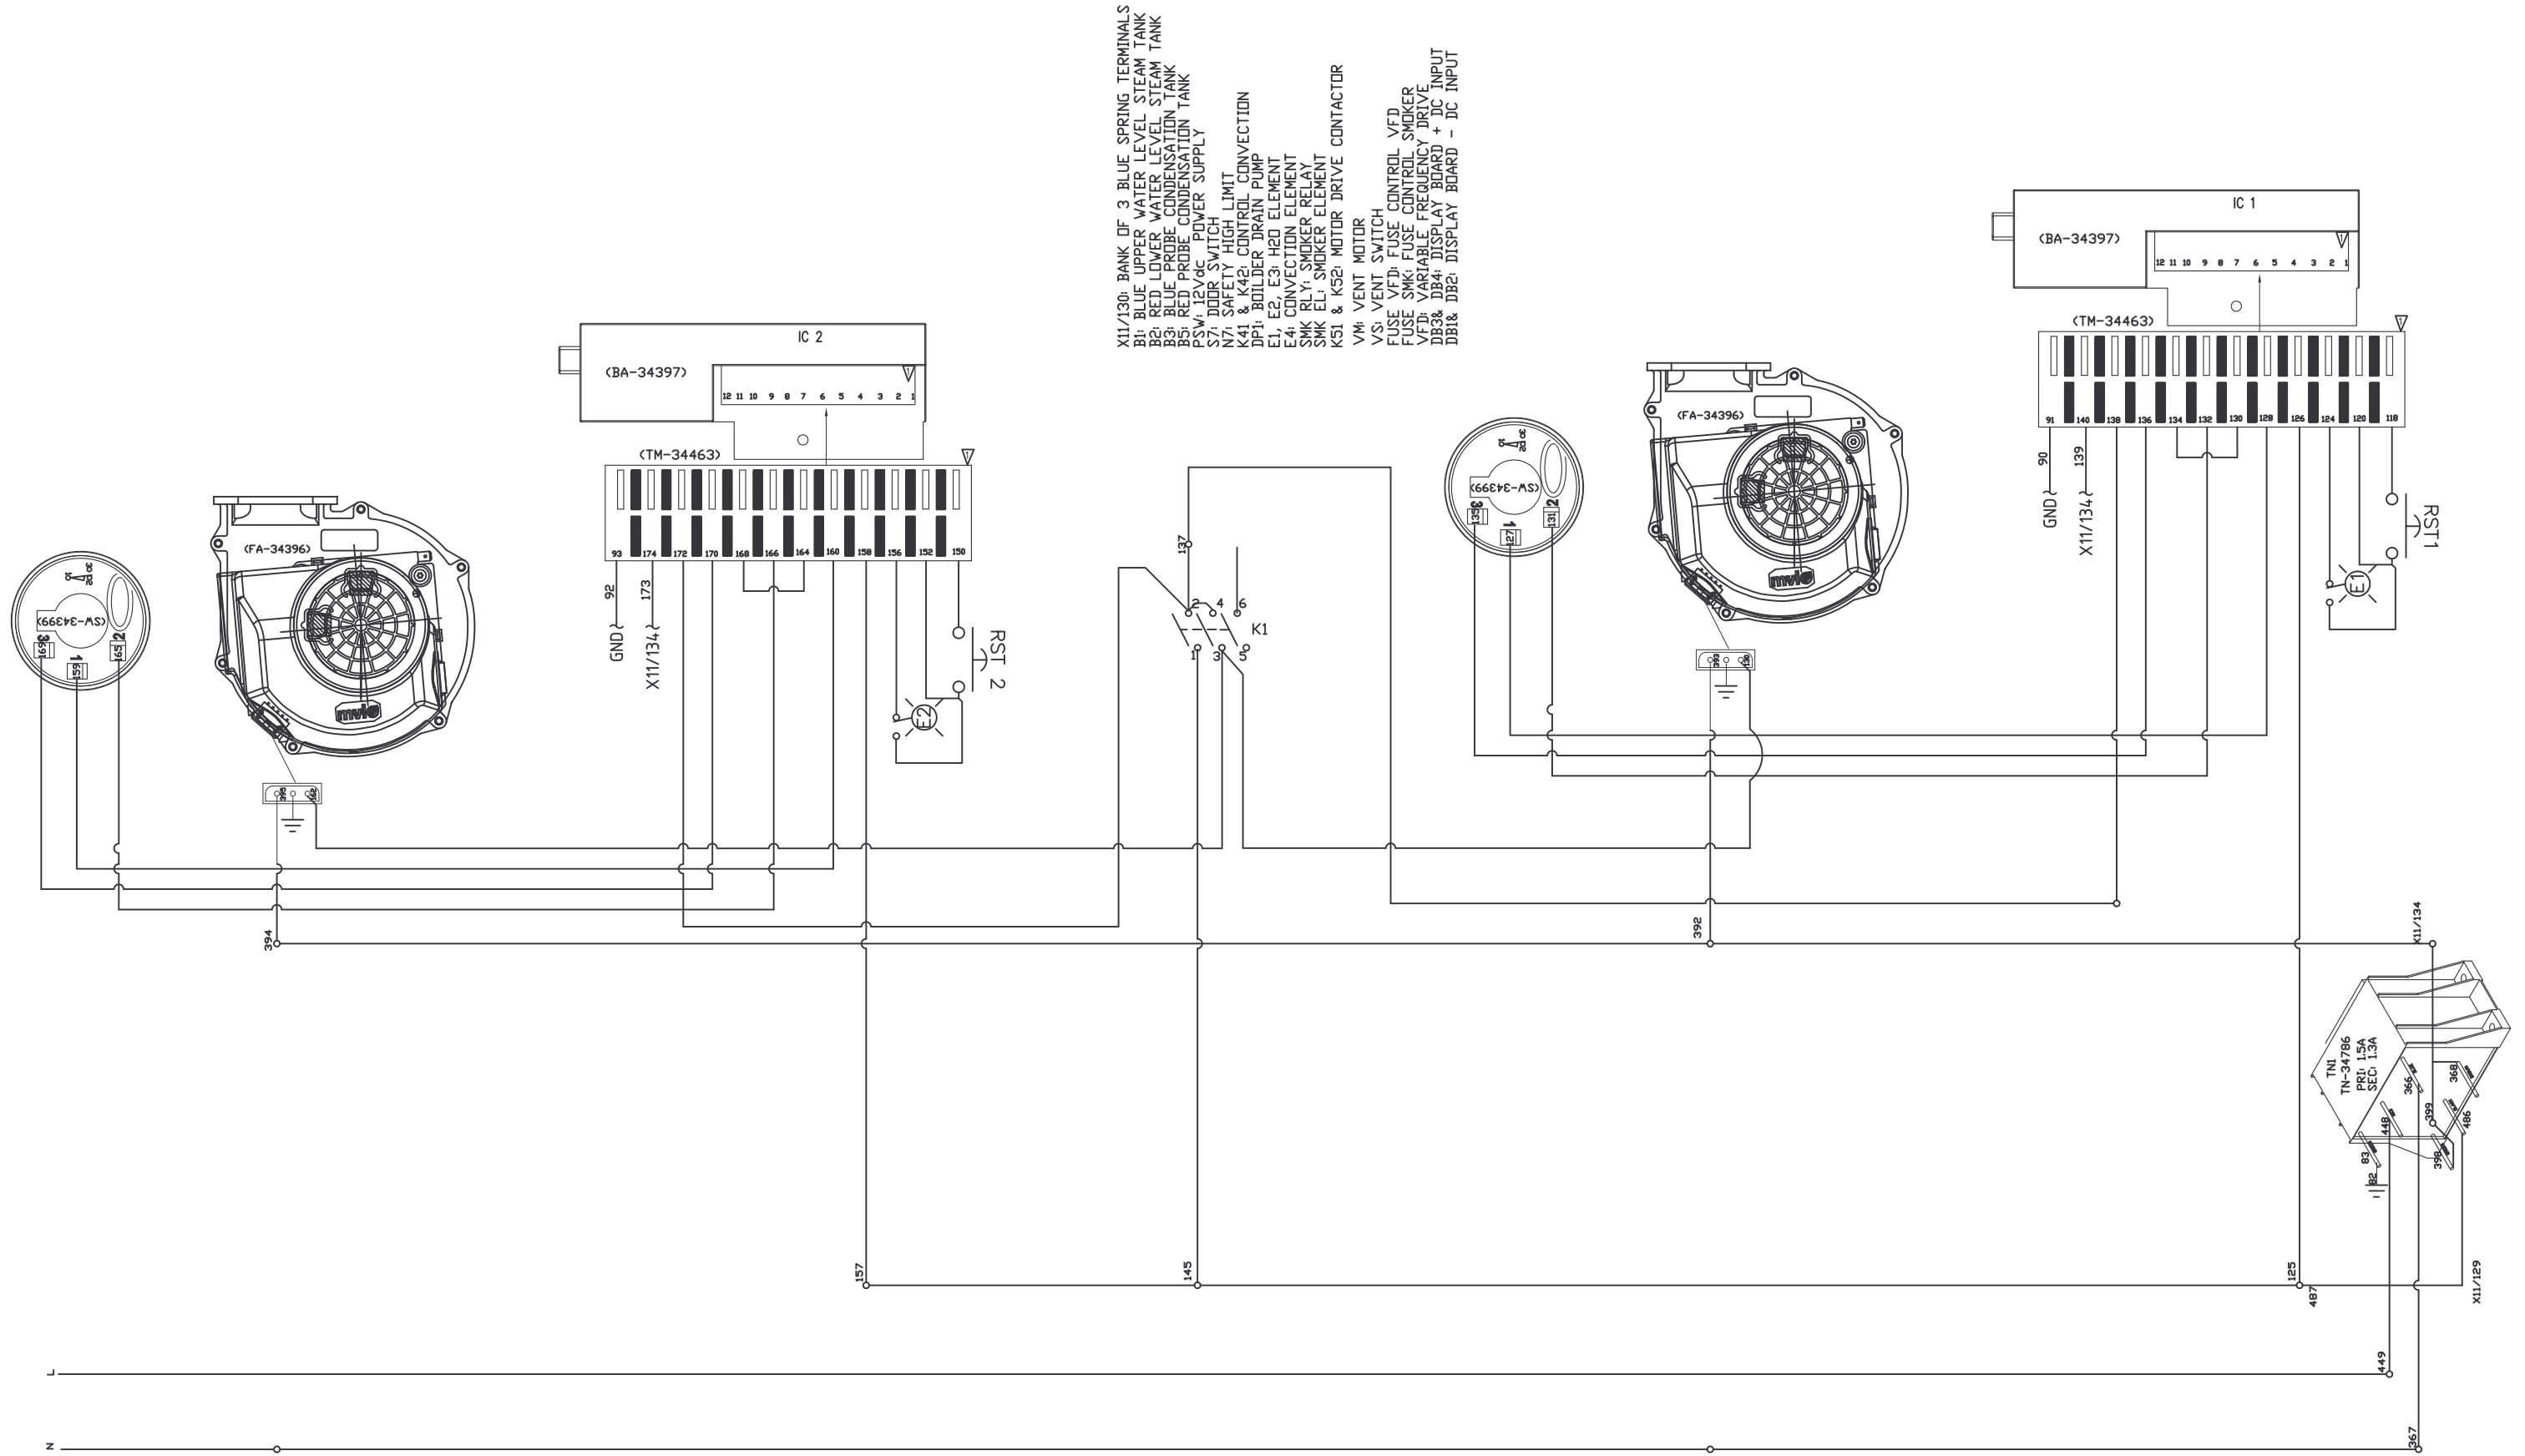 X11/130: BANK OF 3 BLUE SPRING TERMINALS
B1: BLUE UPPER WATER LEVEL STEAM TANK
B2: RED LOWER WATER LEVEL STEAM TANK
B3: BLUE PROBE CONDENSATION TANK
B5: RED PROBE CONDENSATION TANK
PSW: 12Vdc POWER SUPPLY
S7: DOOR SWITCH
N7: SAFETY HIGH LIMIT
K41 & K42: CONTROL CONVECTION
DP1: BOILDER DRAIN PUMP
E1, E2, E3: H2O ELEMENT
E4: CONVECTION ELEMENT
SMK RLY: SMOKER RELAY
SMK EL: SMOKER ELEMENT
K51 & K52: MOTOR DRIVE CONTACTOR
VM: VENT MOTOR
VS: VENT SWITCH
FUSE VFD: FUSE CONTROL VFD
FUSE SMK: FUSE CONTROL SMOKER
VFD: VARIABLE FREQUENCY DRIVE
DB3& DB4: DISPLAY BOARD + DC INPUT
DB1& DB2: DISPLAY BOARD - DC INPUT
IC 1
(BA-34397)
1
12 11 10 9 8 7 6 5 4 3 2 1
(TM-34463)
1
91 140 138 136 134 132 130 128 126 124 120 118
90
139
GND
X11/134
RST1
E1
IC 2
(BA-34397)
1
12 11 10 9 8 7 6 5 4 3 2 1
(TM-34463)
1
93 174 172 170 168 166 164 160 158 156 152 150
92
173
GND
X11/134
RST 2
E2
(FA-34396)
(SW-34399)
3
135
1
127
2
131
393
130
(FA-34396)
(SW-34399)
3
169
1
159
2
165
395
162
137
2 4 6
K1
1 3 5
394
392
X11/134
TN1
TN-34786
PRI: 1.5A
SEC: 1.3A
366
368
399
448
486
83
398
82
157
145
125
487
X11/129
L
449
N
367